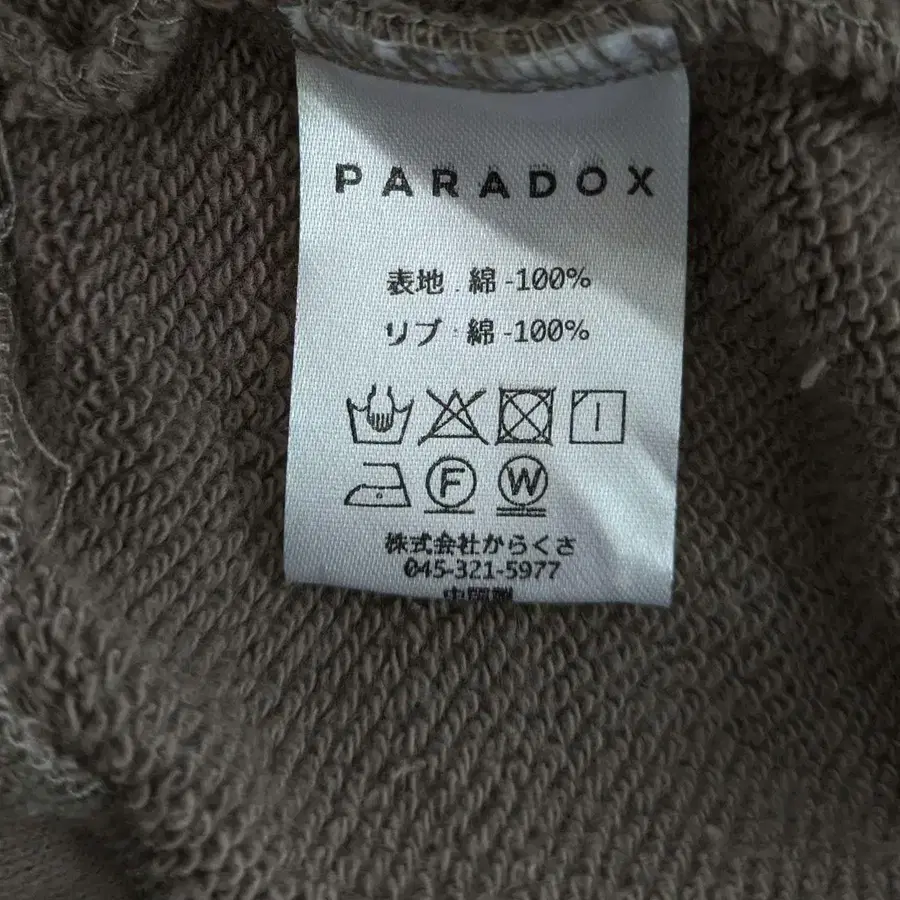 PARADOX
表地 . 綿 -100%
リブ · 綿 -100%
F W
株式会社からくさ
045-321-5977